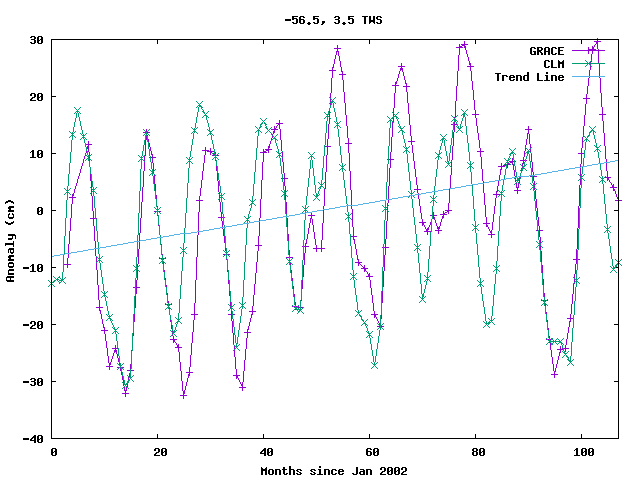 -56.5, 3.5 TWS
GRACE
CLM
Trend Line
Anomaly (cm)
30
20
10
0
-10
-20
-30
-40
0 20 40 60 80 100
Months since Jan 2002